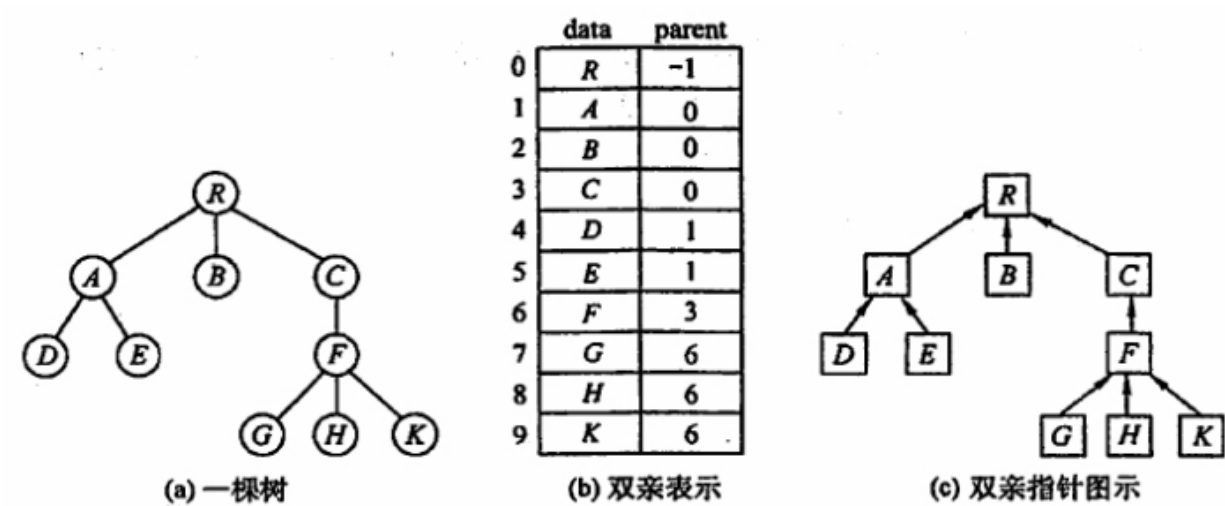 data parent
0 R -1
1 A 0
2 B 0
3 C 0
4 D 1
5 E 1
6 F 3
7 G 6
8 H 6
9 K 6
R
A B C
D E F
G H K
R
A B C
D E F
G H K
(a) 一棵树
(b) 双亲表示
(c) 双亲指针图示